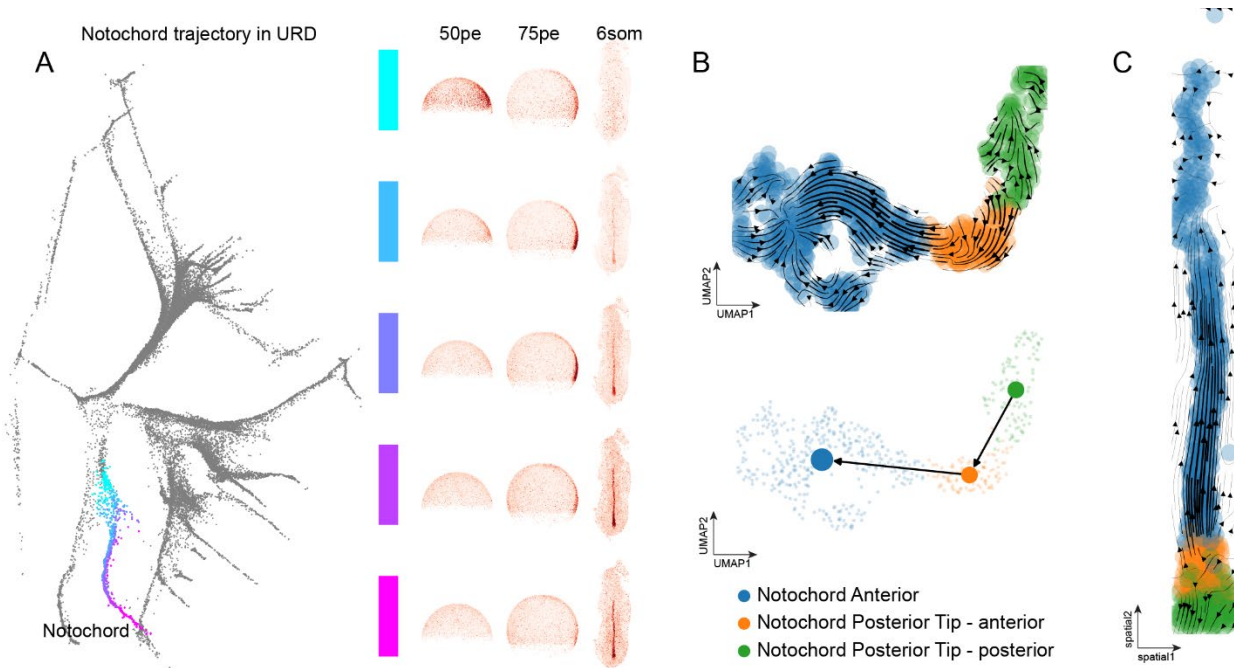 Notochord trajectory in URD
50pe 75pe 6som
A
B
C
UMAP2
UMAP1
UMAP2
UMAP1
Notochord
Notochord Anterior
Notochord Posterior Tip - anterior
Notochord Posterior Tip - posterior
spatial2
spatial1